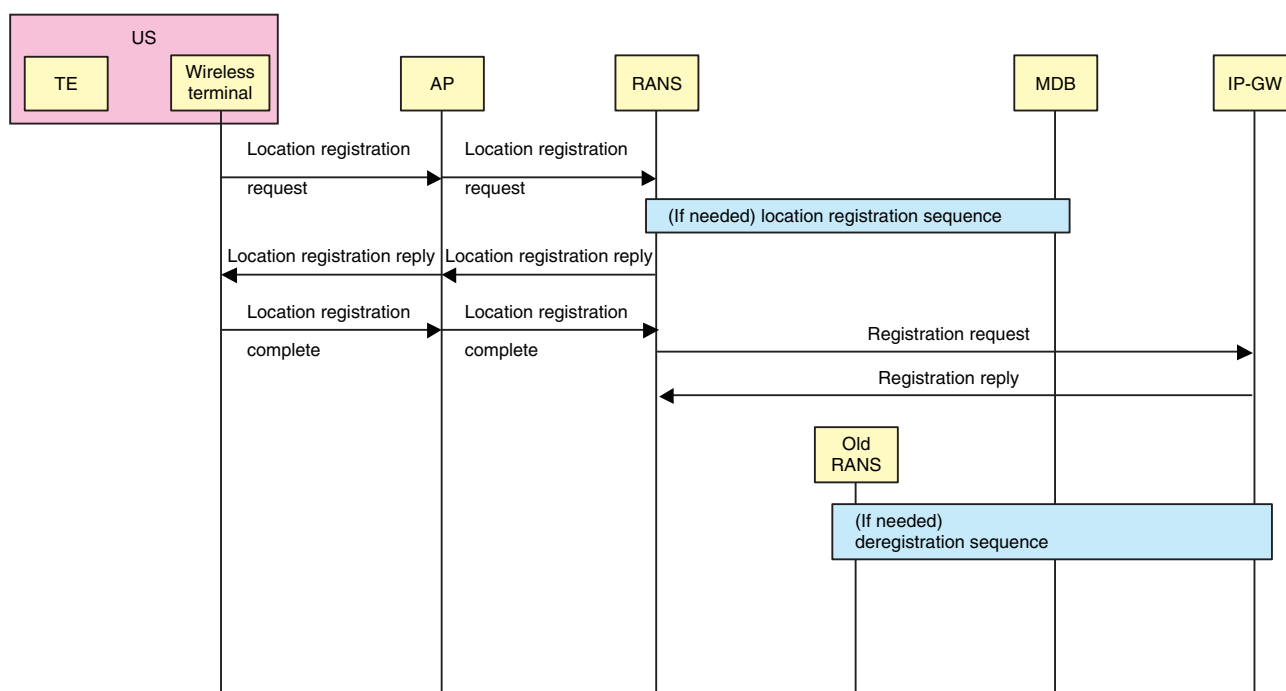 US
TE
Wireless
terminal
AP
RANS
MDB
IP-GW
Location registration
request
Location registration
request
(If needed) location registration sequence
Location registration reply
Location registration reply
Location registration
complete
Location registration
complete
Registration request
Registration reply
Old
RANS
(If needed)
deregistration sequence